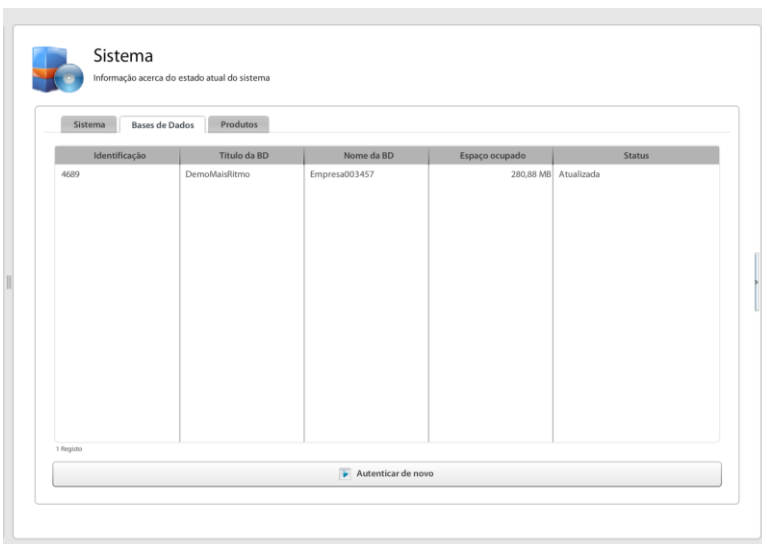 Sistema
Informação acerca do estado atual do sistema
Sistema Bases de Dados Produtos
Identificação Título da BD Nome da BD Espaço ocupado Status
4689 DemoMaisRitmo Empresa003457 280,88 MB Atualizada
1 Registo
Autenticar de novo